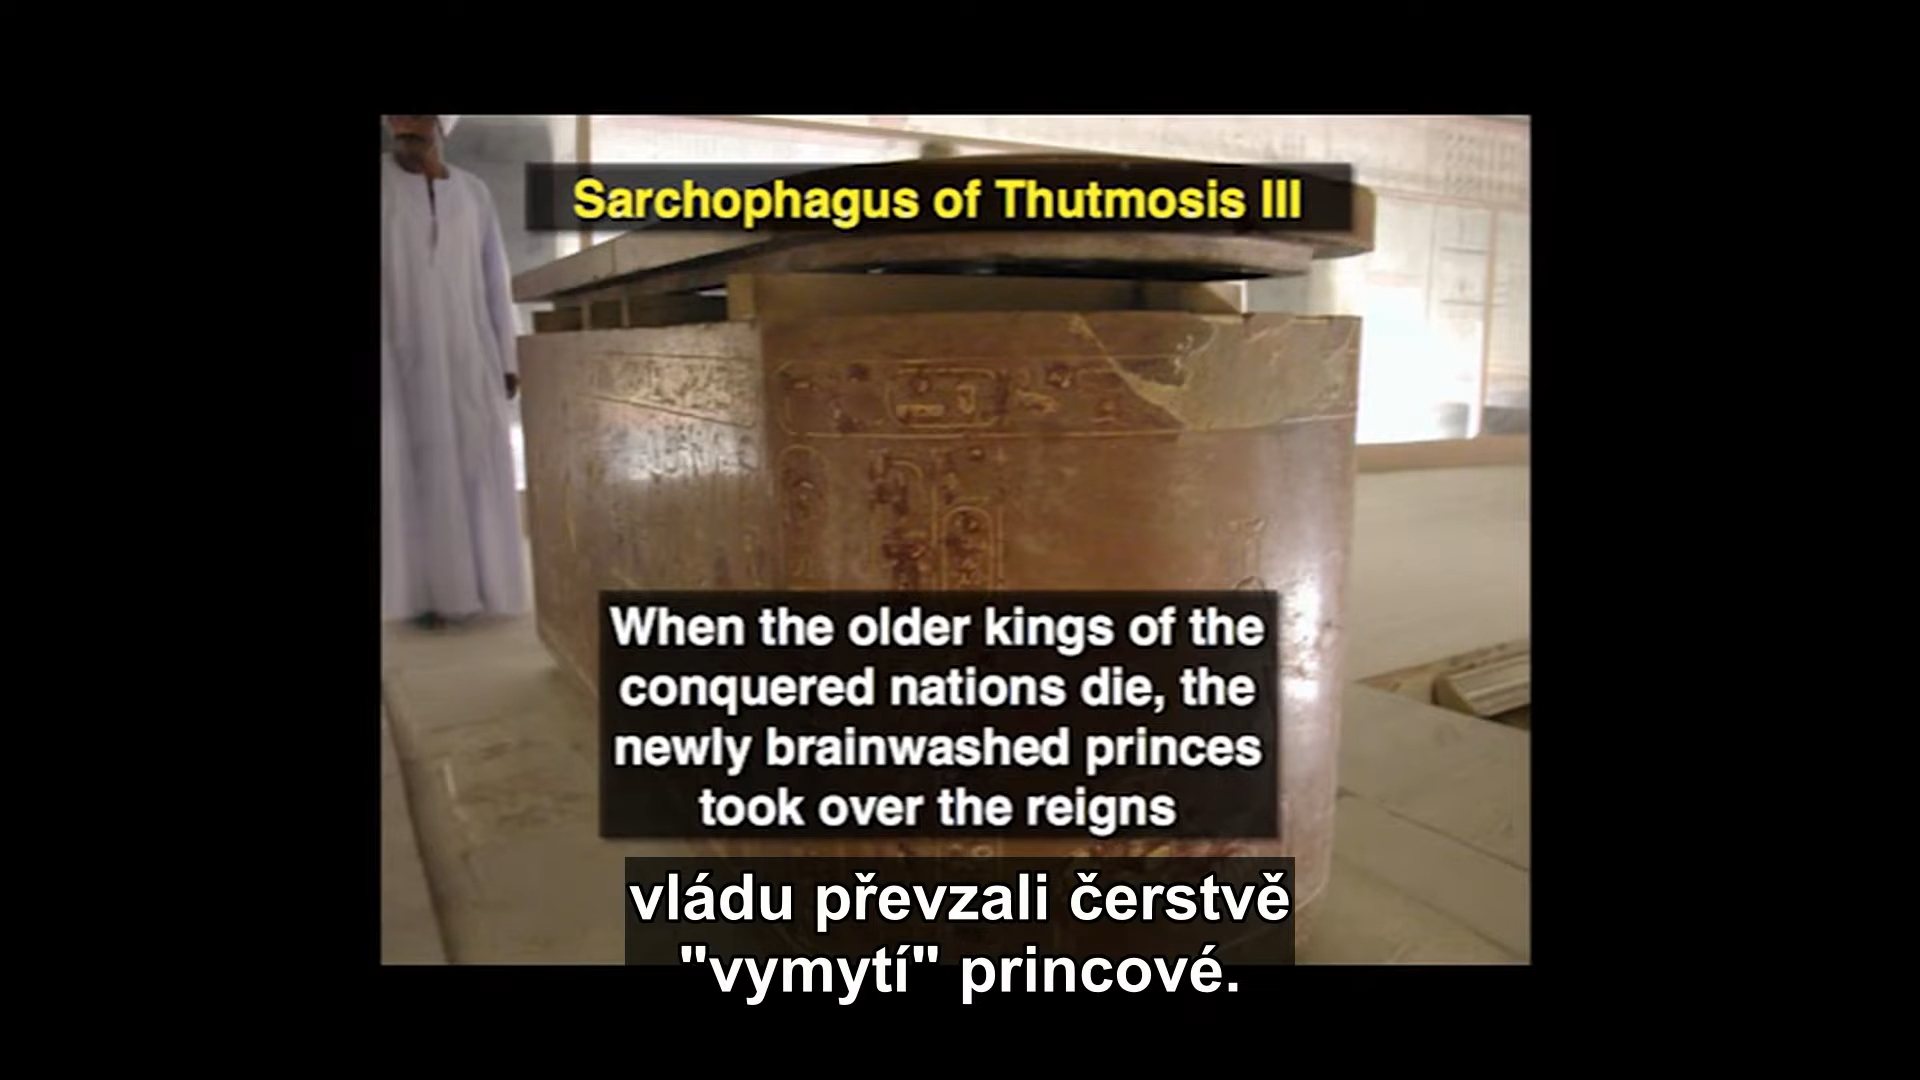 Sarchophagus of Thutmosis III
When the older kings of the
conquered nations die, the
newly brainwashed princes
took over the reigns
vládu převzali čerstvě
"vymytí" princové.